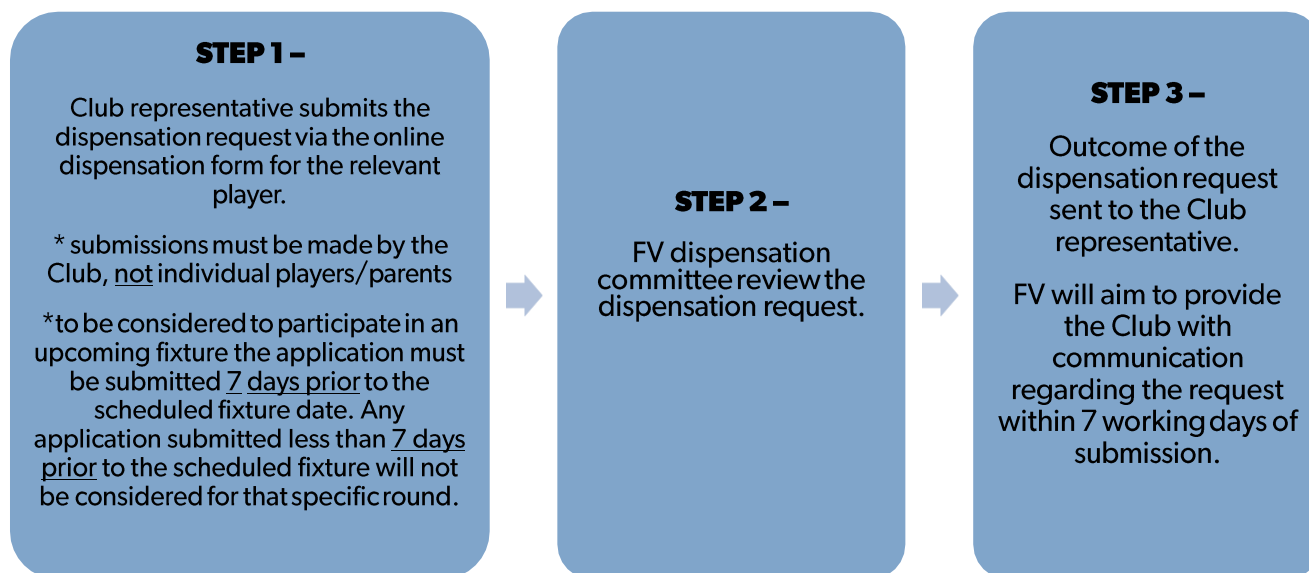 STEP 1 –
Club representative submits the
dispensation request via the online
dispensation form for the relevant
player.
* submissions must be made by the
Club, not individual players/parents
*to be considered to participate in an
upcoming fixture the application must
be submitted 7 days prior to the
scheduled fixture date. Any
application submitted less than 7 days
prior to the scheduled fixture will not
be considered for that specific round.
STEP 2 –
FV dispensation
committee review the
dispensation request.
STEP 3 –
Outcome of the
dispensation request
sent to the Club
representative.
FV will aim to provide
the Club with
communication
regarding the request
within 7 working days of
submission.